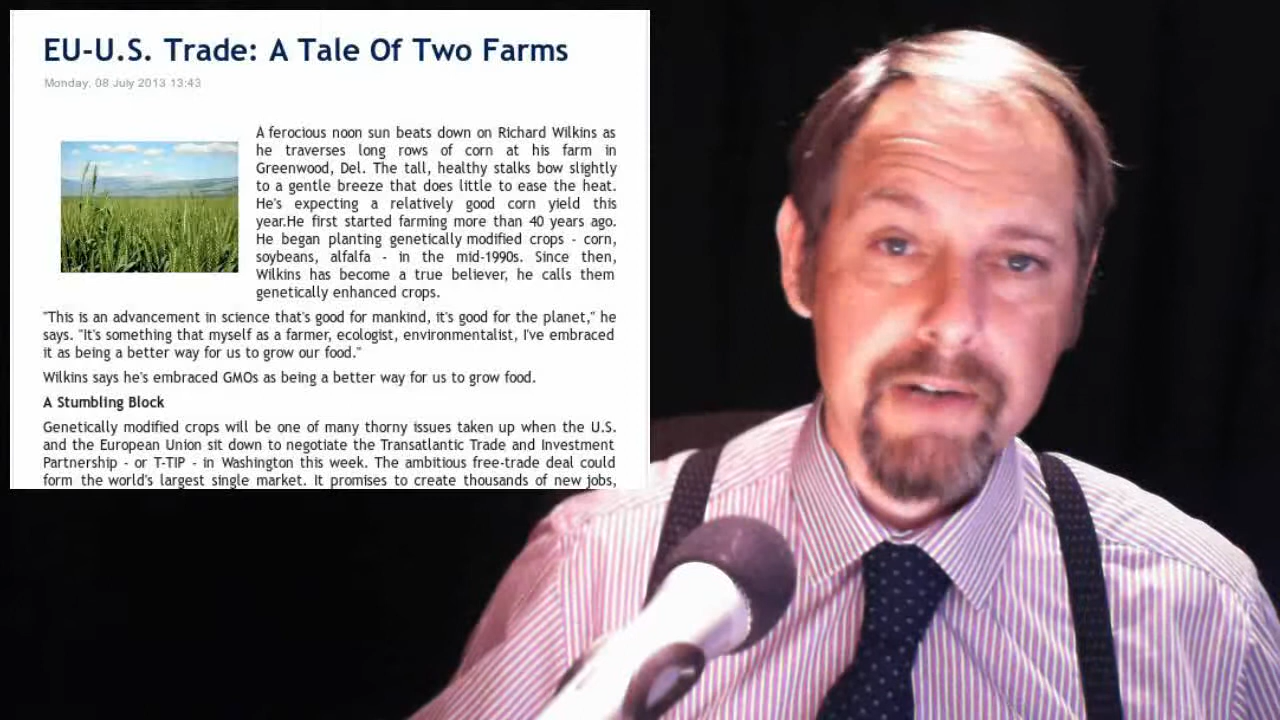 EU-U.S. Trade: A Tale Of Two Farms
Monday, 08 July 2013 13:43
A ferocious noon sun beats down on Richard Wilkins as
he traverses long rows of corn at his farm in
Greenwood, Del. The tall, healthy stalks bow slightly
to a gentle breeze that does little to ease the heat.
He's expecting a relatively good corn yield this
year.He first started farming more than 40 years ago.
He began planting genetically modified crops - corn,
soybeans, alfalfa - in the mid-1990s. Since then,
Wilkins has become a true believer, he calls them
genetically enhanced crops.
"This is an advancement in science that's good for mankind, it's good for the planet," he
says. "It's something that myself as a farmer, ecologist, environmentalist, I've embraced
it as being a better way for us to grow our food."
Wilkins says he's embraced GMOs as being a better way for us to grow food.
A Stumbling Block
Genetically modified crops will be one of many thorny issues taken up when the U.S.
and the European Union sit down to negotiate the Transatlantic Trade and Investment
Partnership - or T-TIP - in Washington this week. The ambitious free-trade deal could
form the world's largest single market. It promises to create thousands of new jobs,